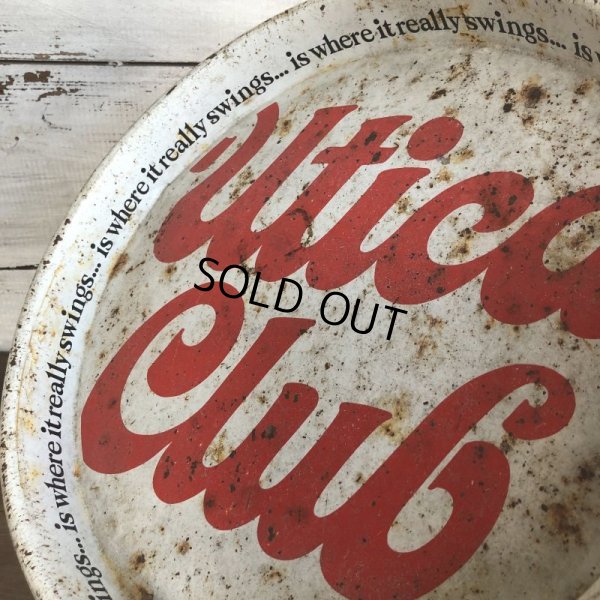 ings... is where it really swings... is where it really swings... is where it really swings... is
Utica
SOLD OUT
Club